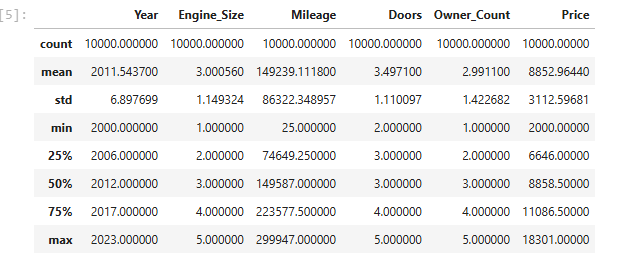 [5]:
Year Engine_Size Mileage Doors Owner_Count Price
count 10000.000000 10000.000000 10000.000000 10000.000000 10000.000000 10000.00000
mean 2011.543700 3.000560 149239.111800 3.497100 2.991100 8852.96440
std 6.897699 1.149324 86322.348957 1.110097 1.422682 3112.59681
min 2000.000000 1.000000 25.000000 2.000000 1.000000 2000.00000
25% 2006.000000 2.000000 74649.250000 3.000000 2.000000 6646.00000
50% 2012.000000 3.000000 149587.000000 3.000000 3.000000 8858.50000
75% 2017.000000 4.000000 223577.500000 4.000000 4.000000 11086.50000
max 2023.000000 5.000000 299947.000000 5.000000 5.000000 18301.00000